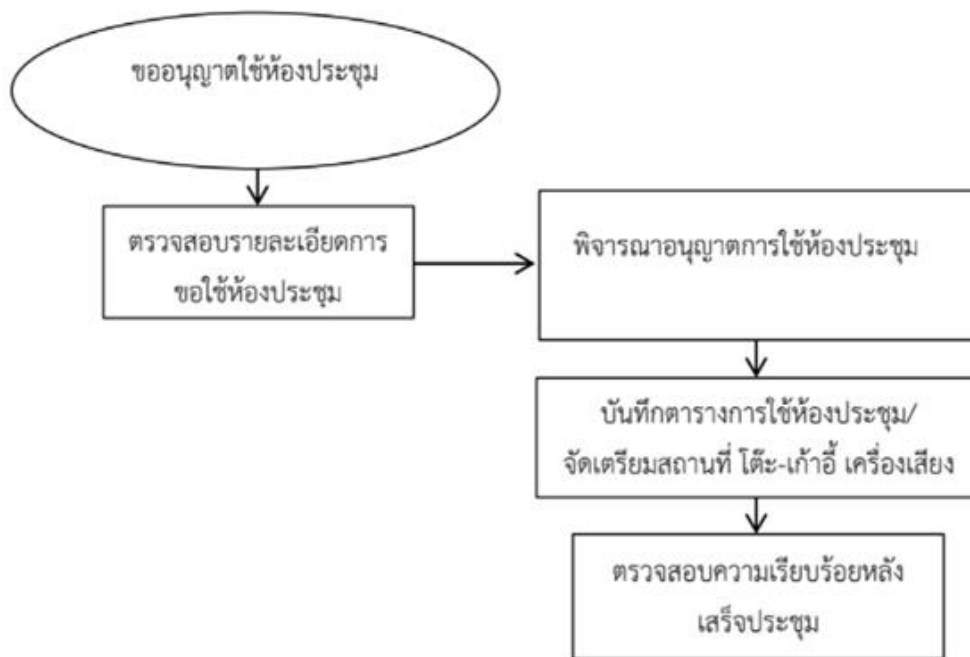 ขออนุญาตใช้ห้องประชุม
ตรวจสอบรายละเอียดการ
ขอใช้ห้องประชุม
พิจารณาอนุญาตการใช้ห้องประชุม
บันทึกตารางการใช้ห้องประชุม/
จัดเตรียมสถานที่ โต๊ะ-เก้าอี้ เครื่องเสียง
ตรวจสอบความเรียบร้อยหลัง
เสร็จประชุม